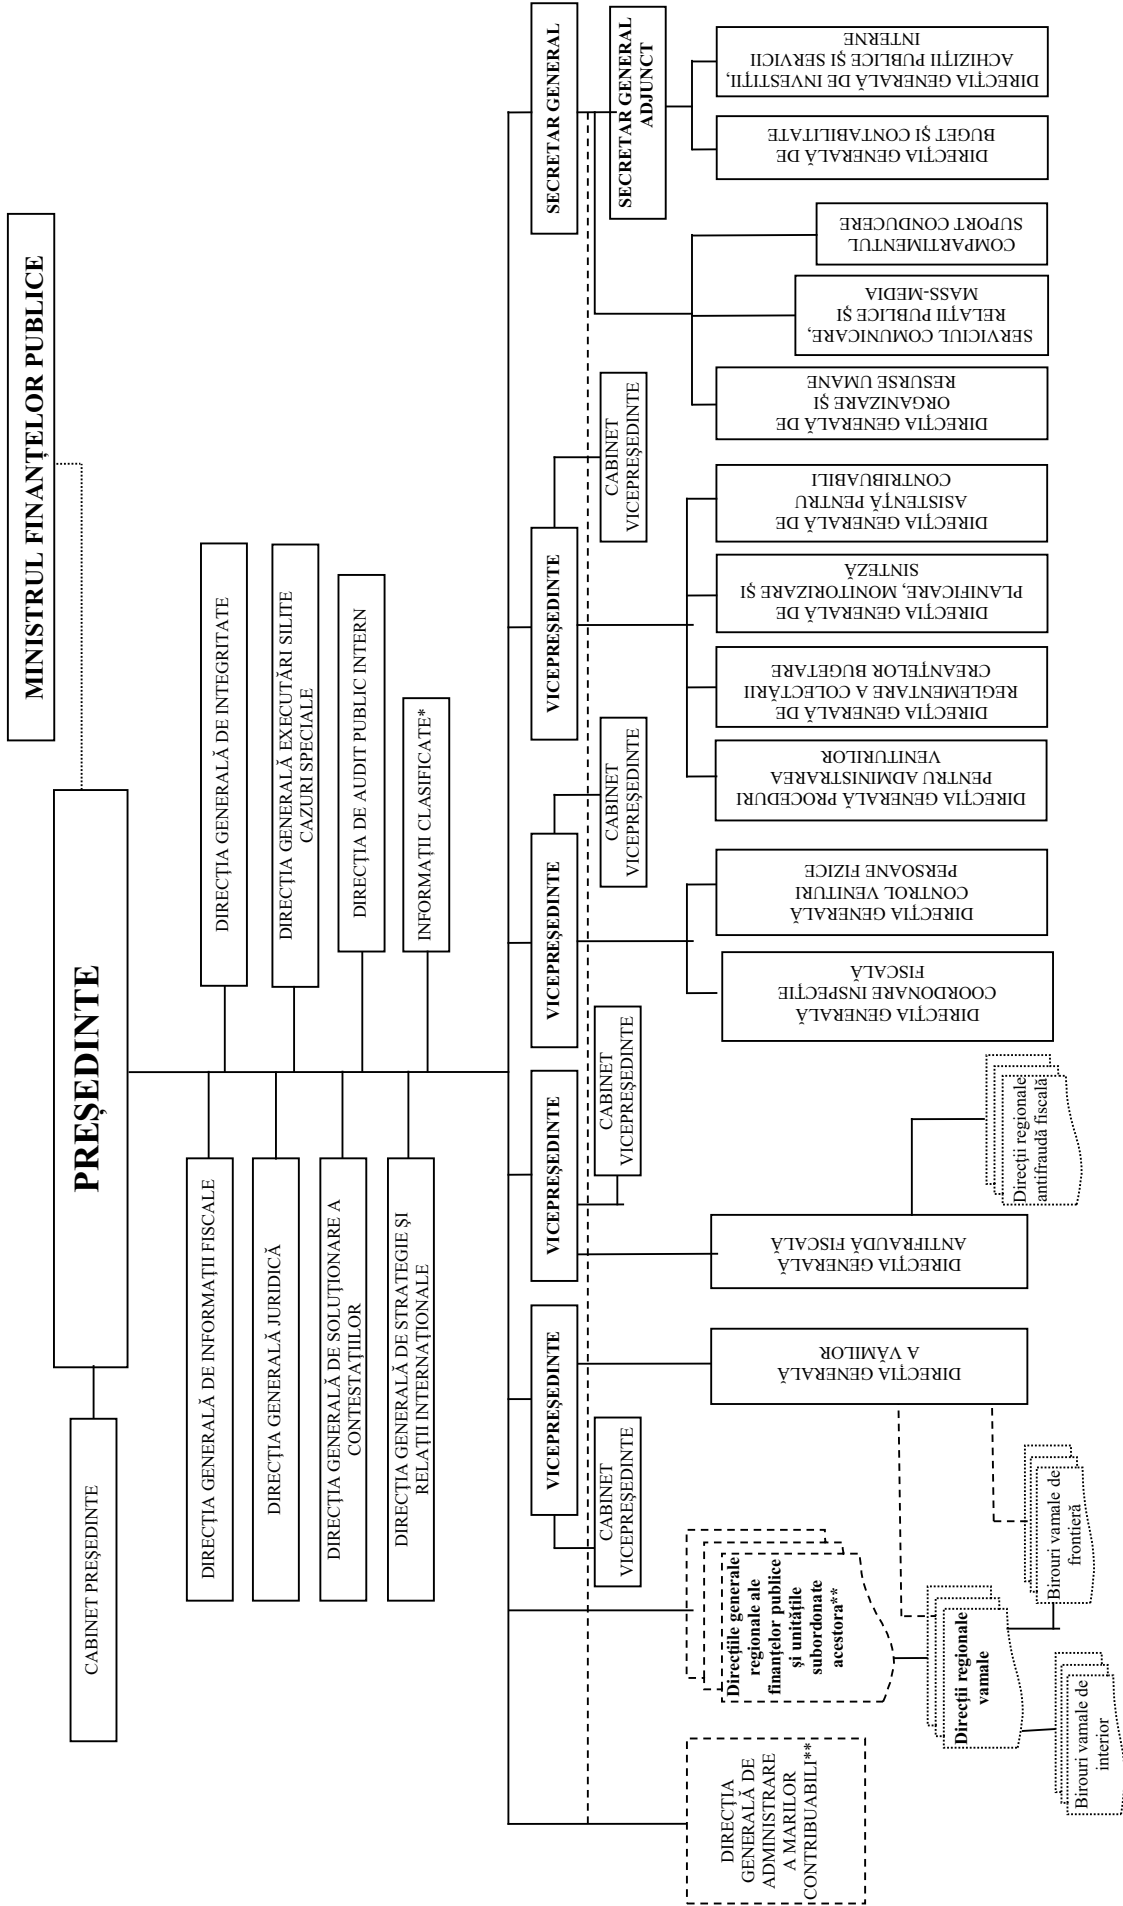 MINISTRUL FINANȚELOR PUBLICE
PREȘEDINTE
CABINET PREȘEDINTE
DIRECȚIA GENERALĂ DE INFORMAȚII FISCALE
DIRECȚIA GENERALĂ JURIDICĂ
DIRECȚIA GENERALĂ DE SOLUȚIONARE A
CONTESTAȚIILOR
DIRECȚIA GENERALĂ DE STRATEGIE ȘI
RELAȚII INTERNAȚIONALE
DIRECȚIA GENERALĂ DE INTEGRITATE
DIRECȚIA GENERALĂ EXECUTĂRI SILITE
CAZURI SPECIALE
DIRECȚIA DE AUDIT PUBLIC INTERN
INFORMAȚII CLASIFICATE*
VICEPREȘEDINTE
VICEPREȘEDINTE
VICEPREȘEDINTE
VICEPREȘEDINTE
SECRETAR GENERAL
CABINET
VICEPREȘEDINTE
CABINET
VICEPREȘEDINTE
CABINET
VICEPREȘEDINTE
CABINET
VICEPREȘEDINTE
SECRETAR GENERAL
ADJUNCT
DIRECȚIA
GENERALĂ DE
ADMINISTRARE
A MARILOR
CONTRIBUABILI**
Direcțiile generale
regionale ale
finanțelor publice
și unitățile
subordonate
acestora**
DIRECȚIA GENERALĂ
A VĂMILOR
DIRECȚIA GENERALĂ
ANTIFRAUDĂ FISCALĂ
DIRECȚIA GENERALĂ
COORDONARE INSPECȚIE
FISCALĂ
DIRECȚIA GENERALĂ
CONTROL VENITURI
PERSOANE FIZICE
DIRECȚIA GENERALĂ PROCEDURI
PENTRU ADMINISTRAREA
VENITURILOR
DIRECȚIA GENERALĂ DE
REGLEMENTARE A COLECTĂRII
CREANȚELOR BUGETARE
DIRECȚIA GENERALĂ DE
PLANIFICARE, MONITORIZARE ȘI
SINTEZĂ
DIRECȚIA GENERALĂ DE
ASISTENȚĂ PENTRU
CONTRIBUABILI
DIRECȚIA GENERALĂ DE
ORGANIZARE ȘI
RESURSE UMANE
SERVICIUL COMUNICARE,
RELAȚII PUBLICE ȘI
MASS-MEDIA
COMPARTIMENTUL
SUPORT CONDUCERE
DIRECȚIA GENERALĂ DE
BUGET ȘI CONTABILITATE
DIRECȚIA GENERALĂ DE INVESTIȚII,
ACHIZIȚII PUBLICE ȘI SERVICII
INTERNE
Direcții regionale
vamale
Birouri vamale de
interior
Birouri vamale de
frontieră
Direcții regionale
antifraudă fiscală